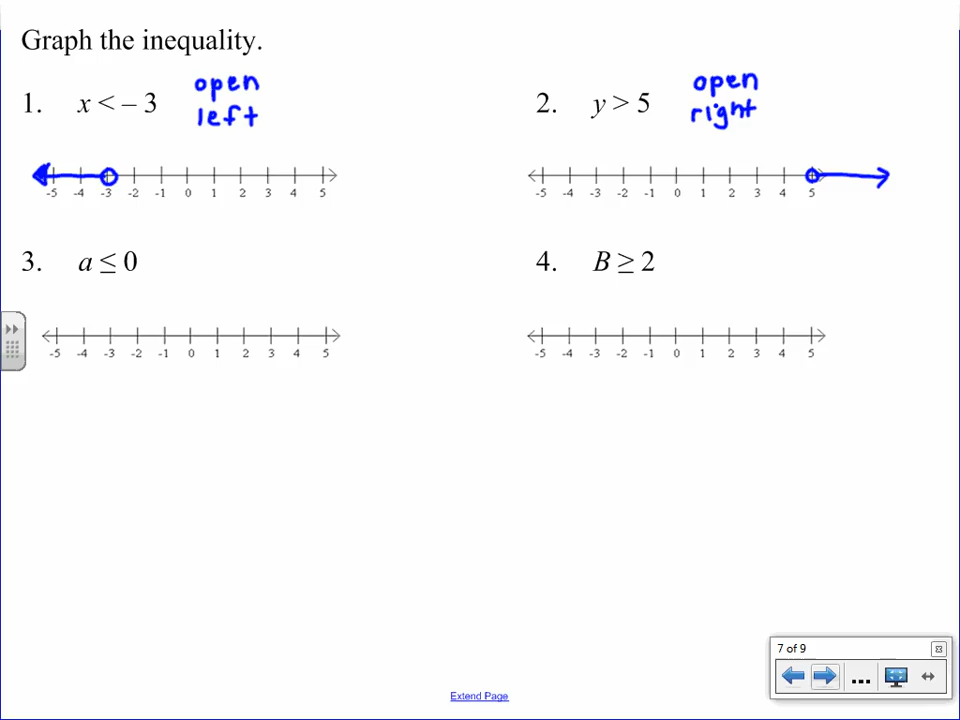 Graph the inequality.
1. x < – 3
open
left
2. y > 5
open
right
-5 -4 -3 -2 -1 0 1 2 3 4 5
-5 -4 -3 -2 -1 0 1 2 3 4 5
3. a ≤ 0
4. B ≥ 2
-5 -4 -3 -2 -1 0 1 2 3 4 5
-5 -4 -3 -2 -1 0 1 2 3 4 5
7 of 9
...
Extend Page